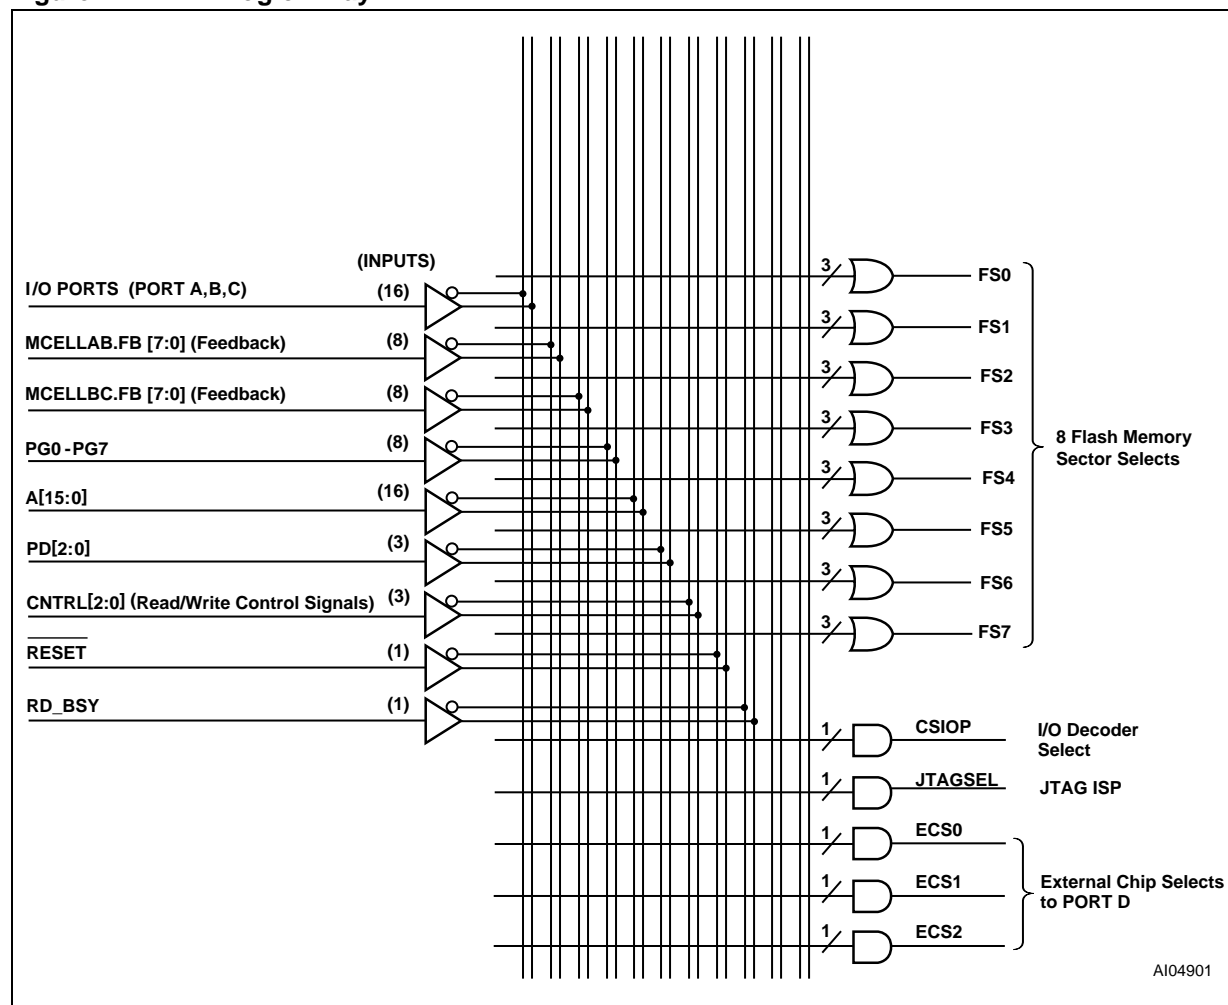 (INPUTS)
I/O PORTS (PORT A,B,C) (16)
MCELLAB.FB [7:0] (Feedback) (8)
MCELLBC.FB [7:0] (Feedback) (8)
PG0 -PG7 (8)
A[15:0] (16)
PD[2:0] (3)
CNTRL[2:0] (Read/Write Control Signals) (3)
RESET (1)
RD_BSY (1)
3 FS0
3 FS1
3 FS2
3 FS3
3 FS4
3 FS5
3 FS6
3 FS7
8 Flash Memory
Sector Selects
1 CSIOP
I/O Decoder
Select
1 JTAGSEL
JTAG ISP
1 ECS0
1 ECS1
1 ECS2
External Chip Selects
to PORT D
AI04901